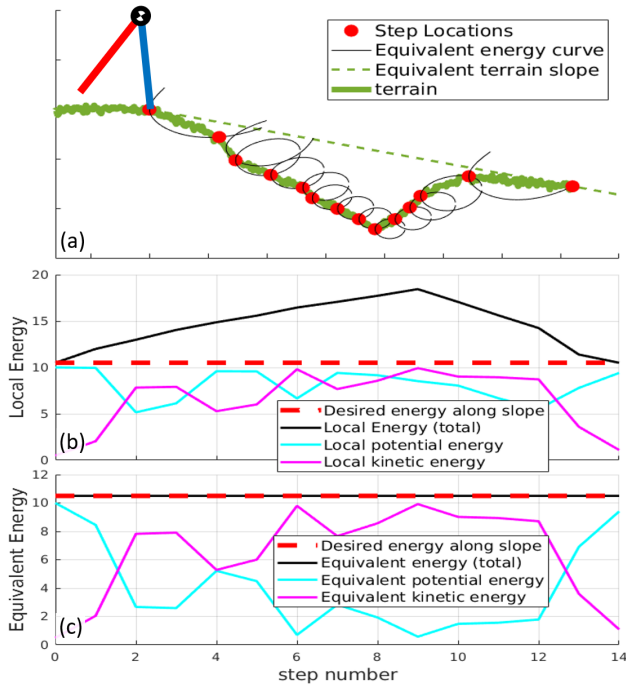 Step Locations
Equivalent energy curve
Equivalent terrain slope
terrain
(a)
20
15
10
5
0
Local Energy
Desired energy along slope
Local Energy (total)
Local potential energy
Local kinetic energy
(b)
12
10
8
6
4
2
0
Equivalent Energy
Desired energy along slope
Equivalent energy (total)
Equivalent potential energy
Equivalent kinetic energy
(c)
0 2 4 6 8 10 12 14
step number